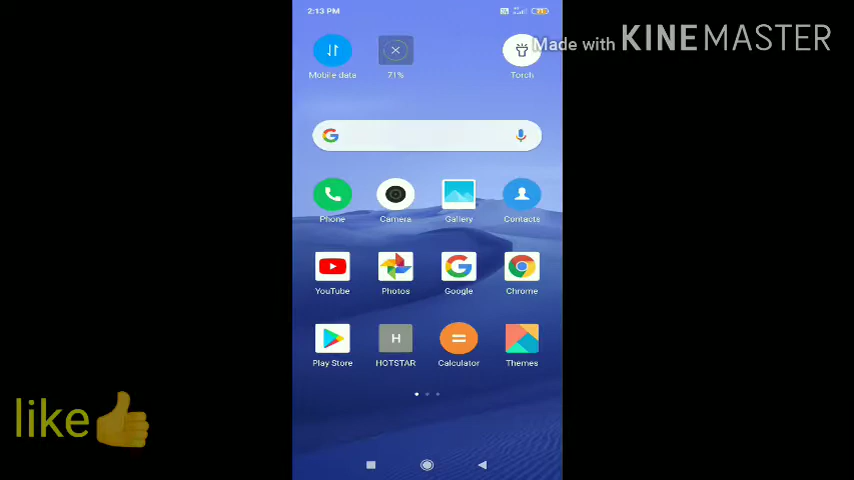 2:13 PM
Made with KINEMASTER
Mobile data
71%
Torch
Phone
Camera
Gallery
Contacts
YouTube
Photos
Google
Chrome
H
Play Store
HOTSTAR
Calculator
Themes
like